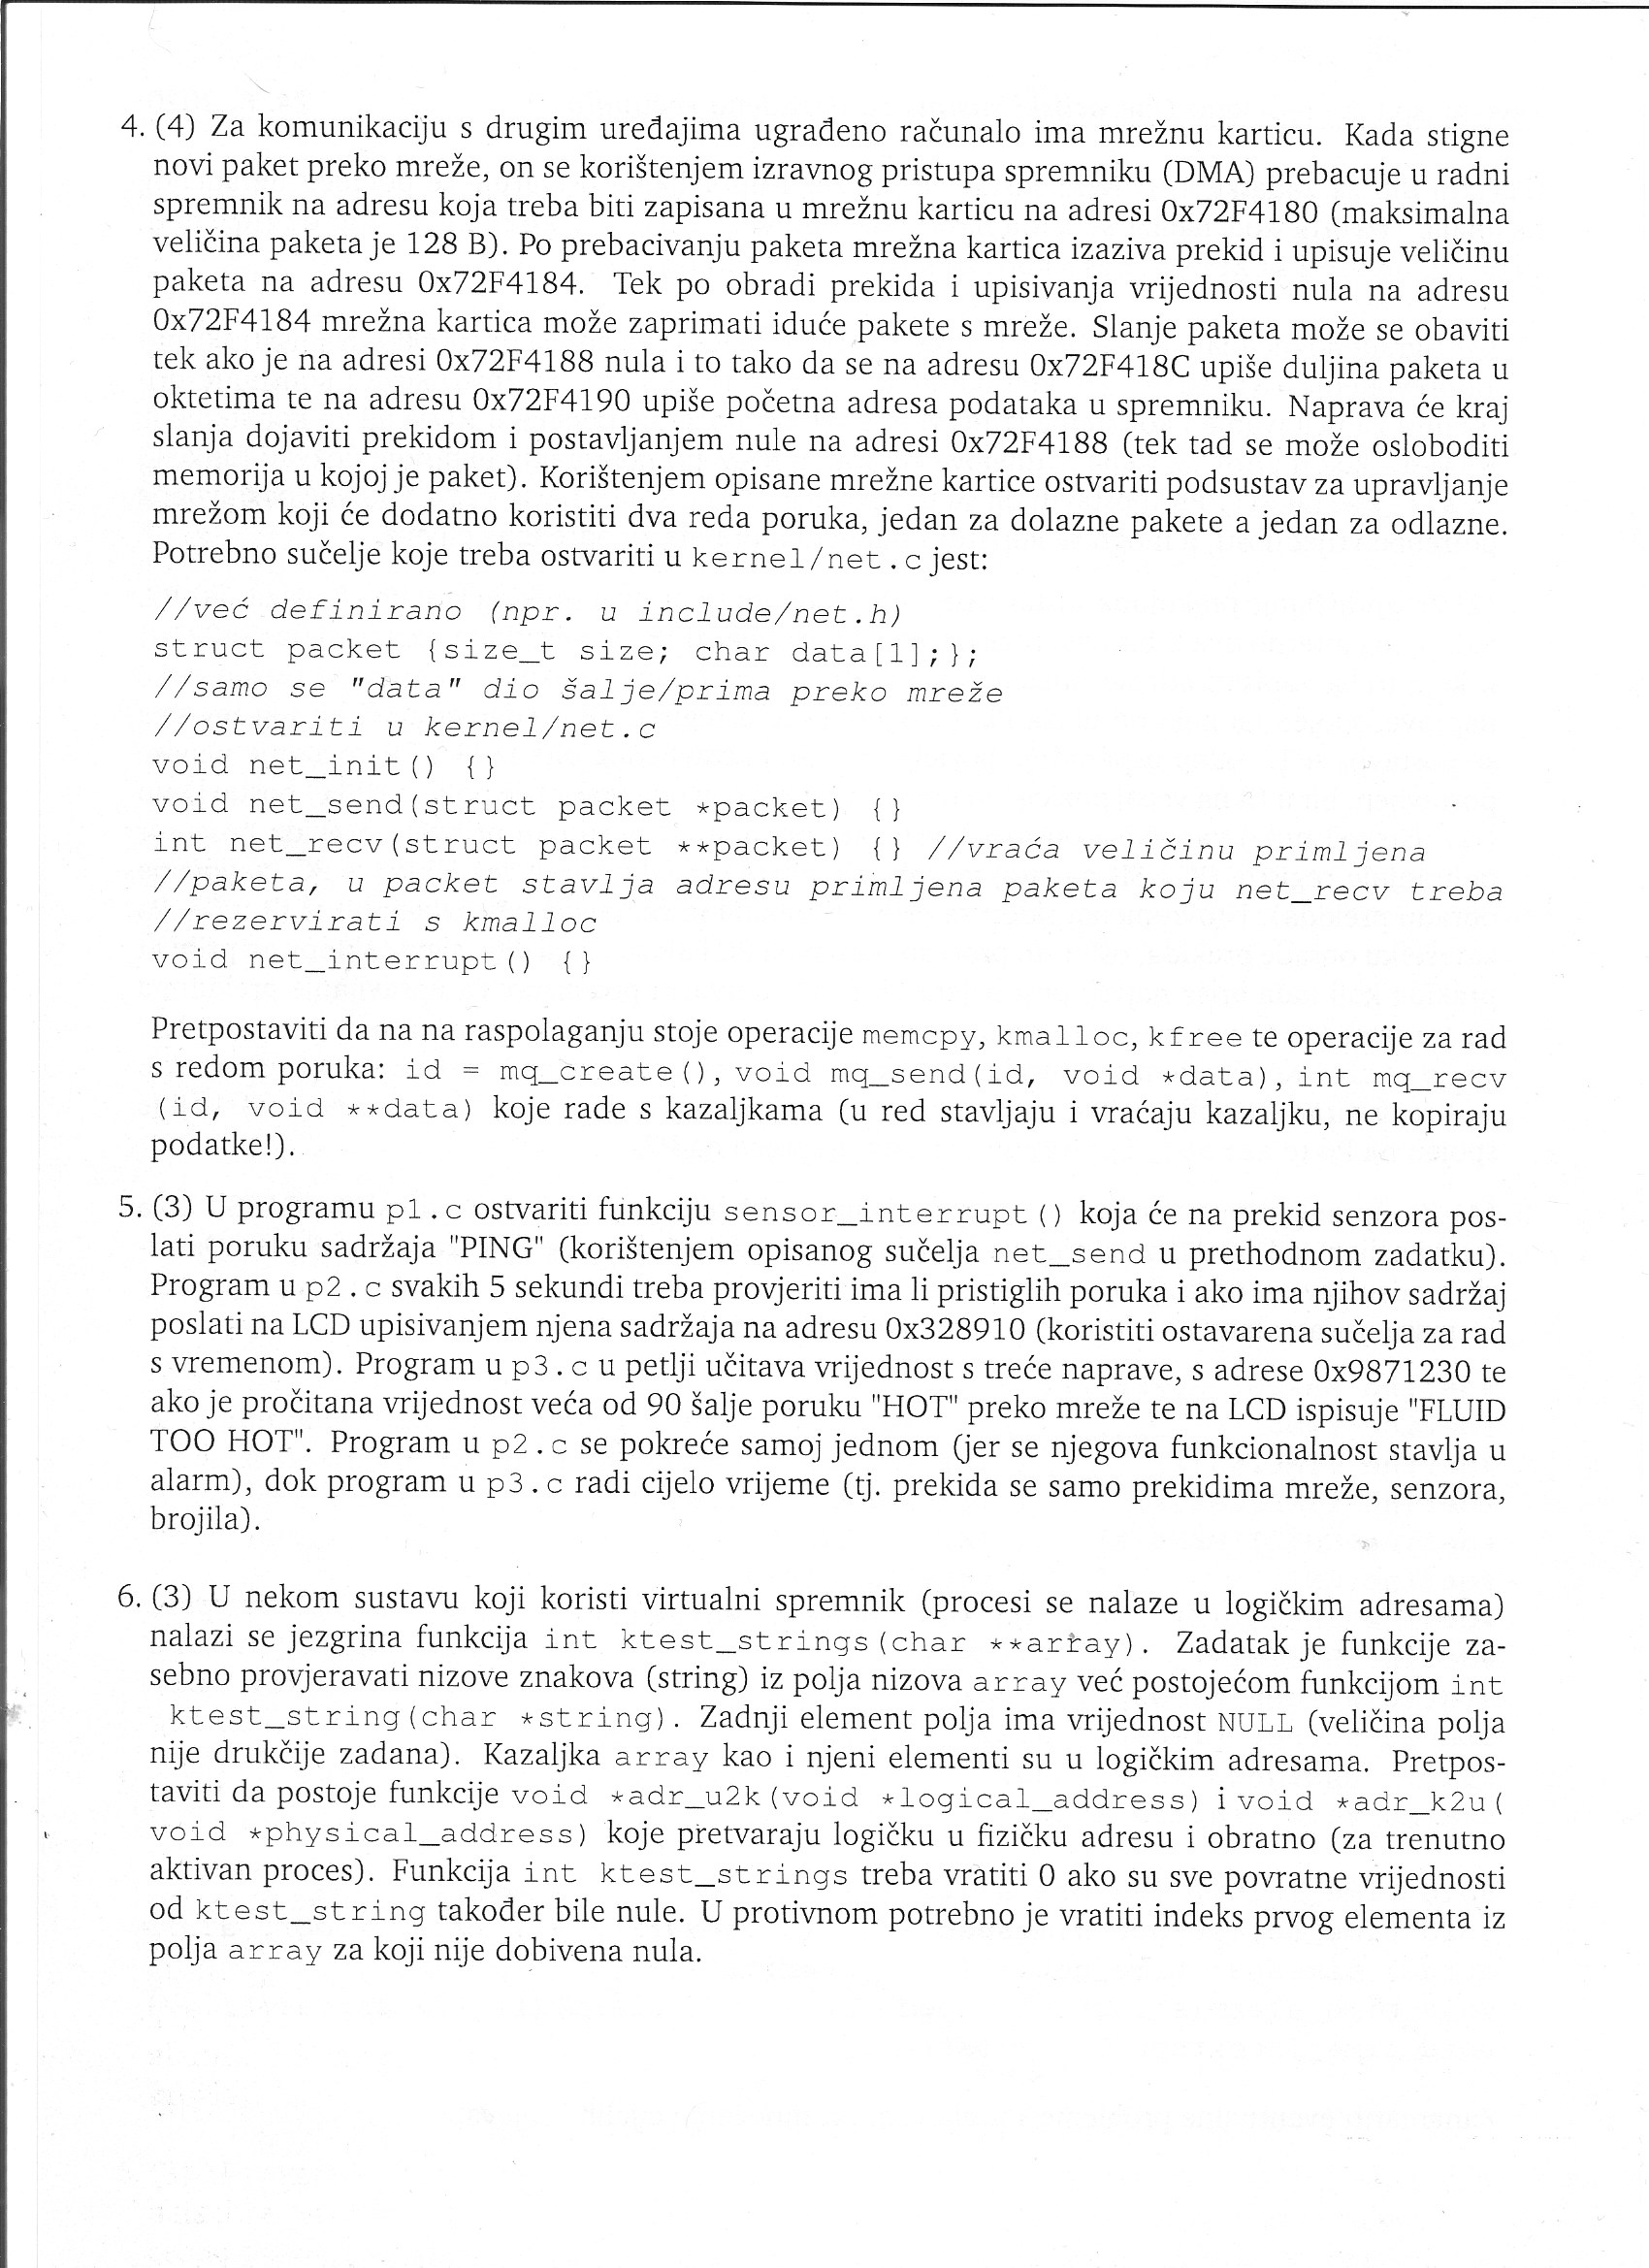 4. (4) Za komunikaciju s drugim uređajima ugrađeno računalo ima mrežnu karticu. Kada stigne
novi paket preko mreže, on se korištenjem izravnog pristupa spremniku (DMA) prebacuje u radni
spremnik na adresu koja treba biti zapisana u mrežnu karticu na adresi 0x72F4180 (maksimalna
veličina paketa je 128 B). Po prebacivanju paketa mrežna kartica izaziva prekid i upisuje veličinu
paketa na adresu 0x72F4184. Tek po obradi prekida i upisivanja vrijednosti nula na adresu
0x72F4184 mrežna kartica može zaprimati iduće pakete s mreže. Slanje paketa može se obaviti
tek ako je na adresi 0x72F4188 nula i to tako da se na adresu 0x72F418C upiše duljina paketa u
oktetima te na adresu 0x72F4190 upiše početna adresa podataka u spremniku. Naprava će kraj
slanja dojaviti prekidom i postavljanjem nule na adresi 0x72F4188 (tek tad se može osloboditi
memorija u kojoj je paket). Korištenjem opisane mrežne kartice ostvariti podsustav za upravljanje
mrežom koji će dodatno koristiti dva reda poruka, jedan za dolazne pakete a jedan za odlazne.
Potrebno sučelje koje treba ostvariti u kernel/net.c jest:
//već definirano (npr. u include/net.h)
struct packet {size_t size; char data[1];};
//samo se "data" dio šalje/prima preko mreže
//ostvariti u kernel/net.c
void net_init() {}
void net_send(struct packet *packet) {}
int net_recv(struct packet **packet) {} //vraća veličinu primljena
//paketa, u packet stavlja adresu primljena paketa koju net_recv treba
//rezervirati s kmalloc
void net_interrupt() {}
Pretpostaviti da na na raspolaganju stoje operacije memcpy, kmalloc, kfree te operacije za rad
s redom poruka: id = mq_create(), void mq_send(id, void *data), int mq_recv
(id, void **data) koje rade s kazaljkama (u red stavljaju i vraćaju kazaljku, ne kopiraju
podatke!).
5. (3) U programu p1.c ostvariti funkciju sensor_interrupt() koja će na prekid senzora pos-
lati poruku sadržaja "PING" (korištenjem opisanog sučelja net_send u prethodnom zadatku).
Program u p2.c svakih 5 sekundi treba provjeriti ima li pristiglih poruka i ako ima njihov sadržaj
poslati na LCD upisivanjem njena sadržaja na adresu 0x328910 (koristiti ostavarena sučelja za rad
s vremenom). Program u p3.c u petlji učitava vrijednost s treće naprave, s adrese 0x9871230 te
ako je pročitana vrijednost veća od 90 šalje poruku "HOT" preko mreže te na LCD ispisuje "FLUID
TOO HOT". Program u p2.c se pokreće samoj jednom (jer se njegova funkcionalnost stavlja u
alarm), dok program u p3.c radi cijelo vrijeme (tj. prekida se samo prekidima mreže, senzora,
brojila).
6. (3) U nekom sustavu koji koristi virtualni spremnik (procesi se nalaze u logičkim adresama)
nalazi se jezgrina funkcija int ktest_strings(char **array). Zadatak je funkcije za-
sebno provjeravati nizove znakova (string) iz polja nizova array već postojećom funkcijom int
ktest_string(char *string). Zadnji element polja ima vrijednost NULL (veličina polja
nije drukčije zadana). Kazaljka array kao i njeni elementi su u logičkim adresama. Pretpos-
taviti da postoje funkcije void *adr_u2k(void *logical_address) i void *adr_k2u(
void *physical_address) koje pretvaraju logičku u fizičku adresu i obratno (za trenutno
aktivan proces). Funkcija int ktest_strings treba vratiti 0 ako su sve povratne vrijednosti
od ktest_string također bile nule. U protivnom potrebno je vratiti indeks prvog elementa iz
polja array za koji nije dobivena nula.